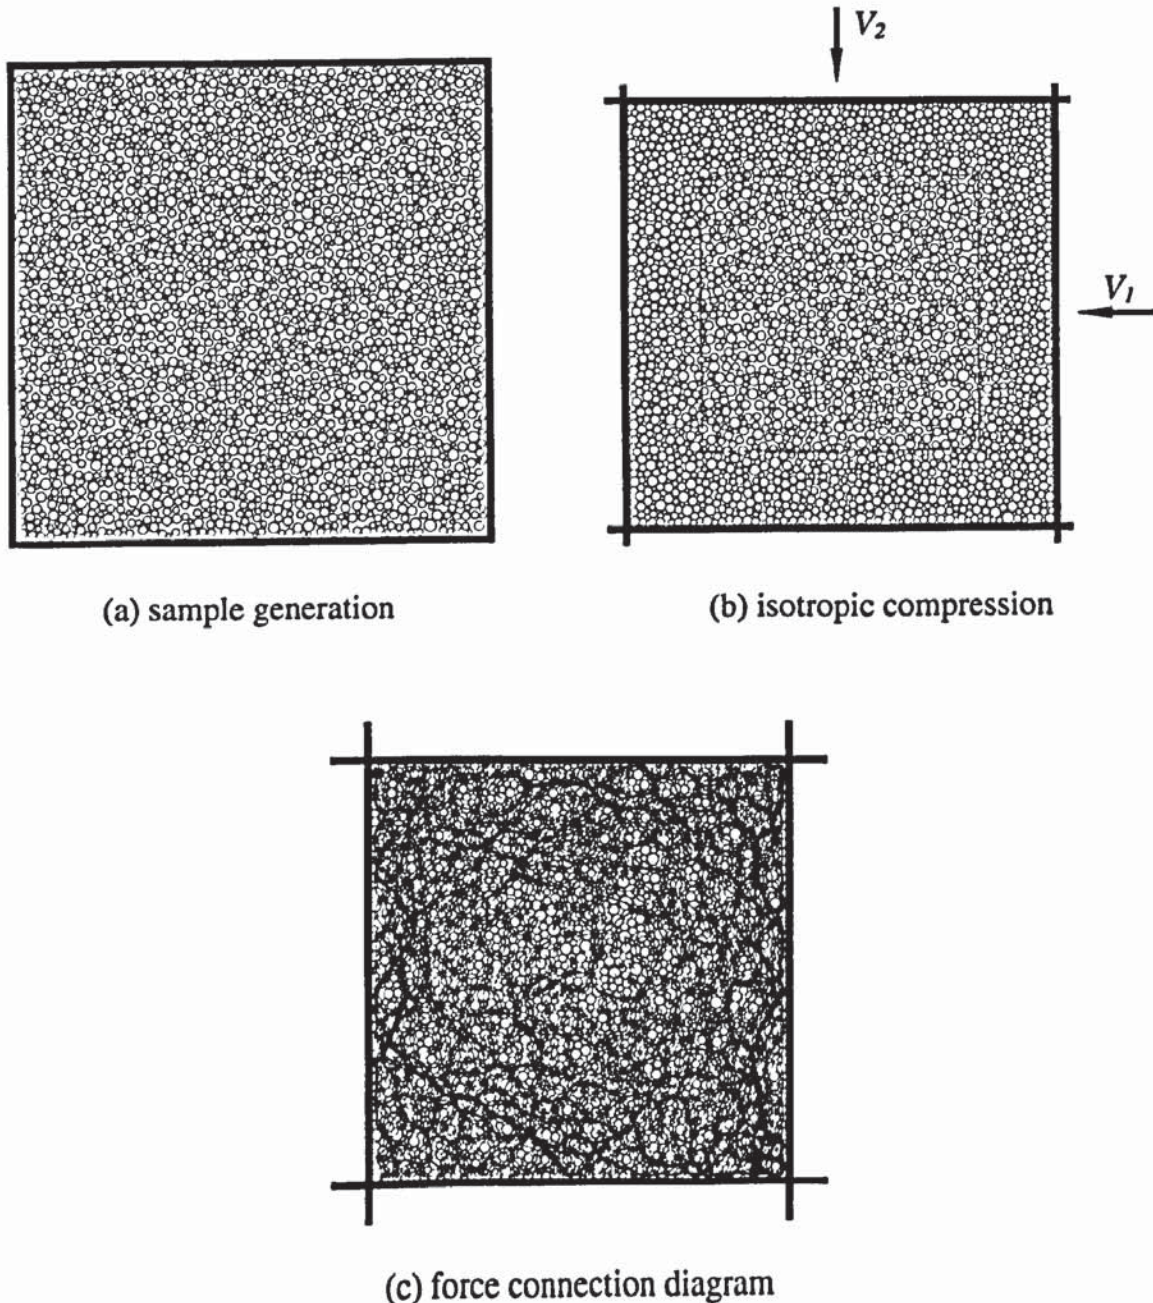 V2
V1
(a) sample generation
(b) isotropic compression
(c) force connection diagram